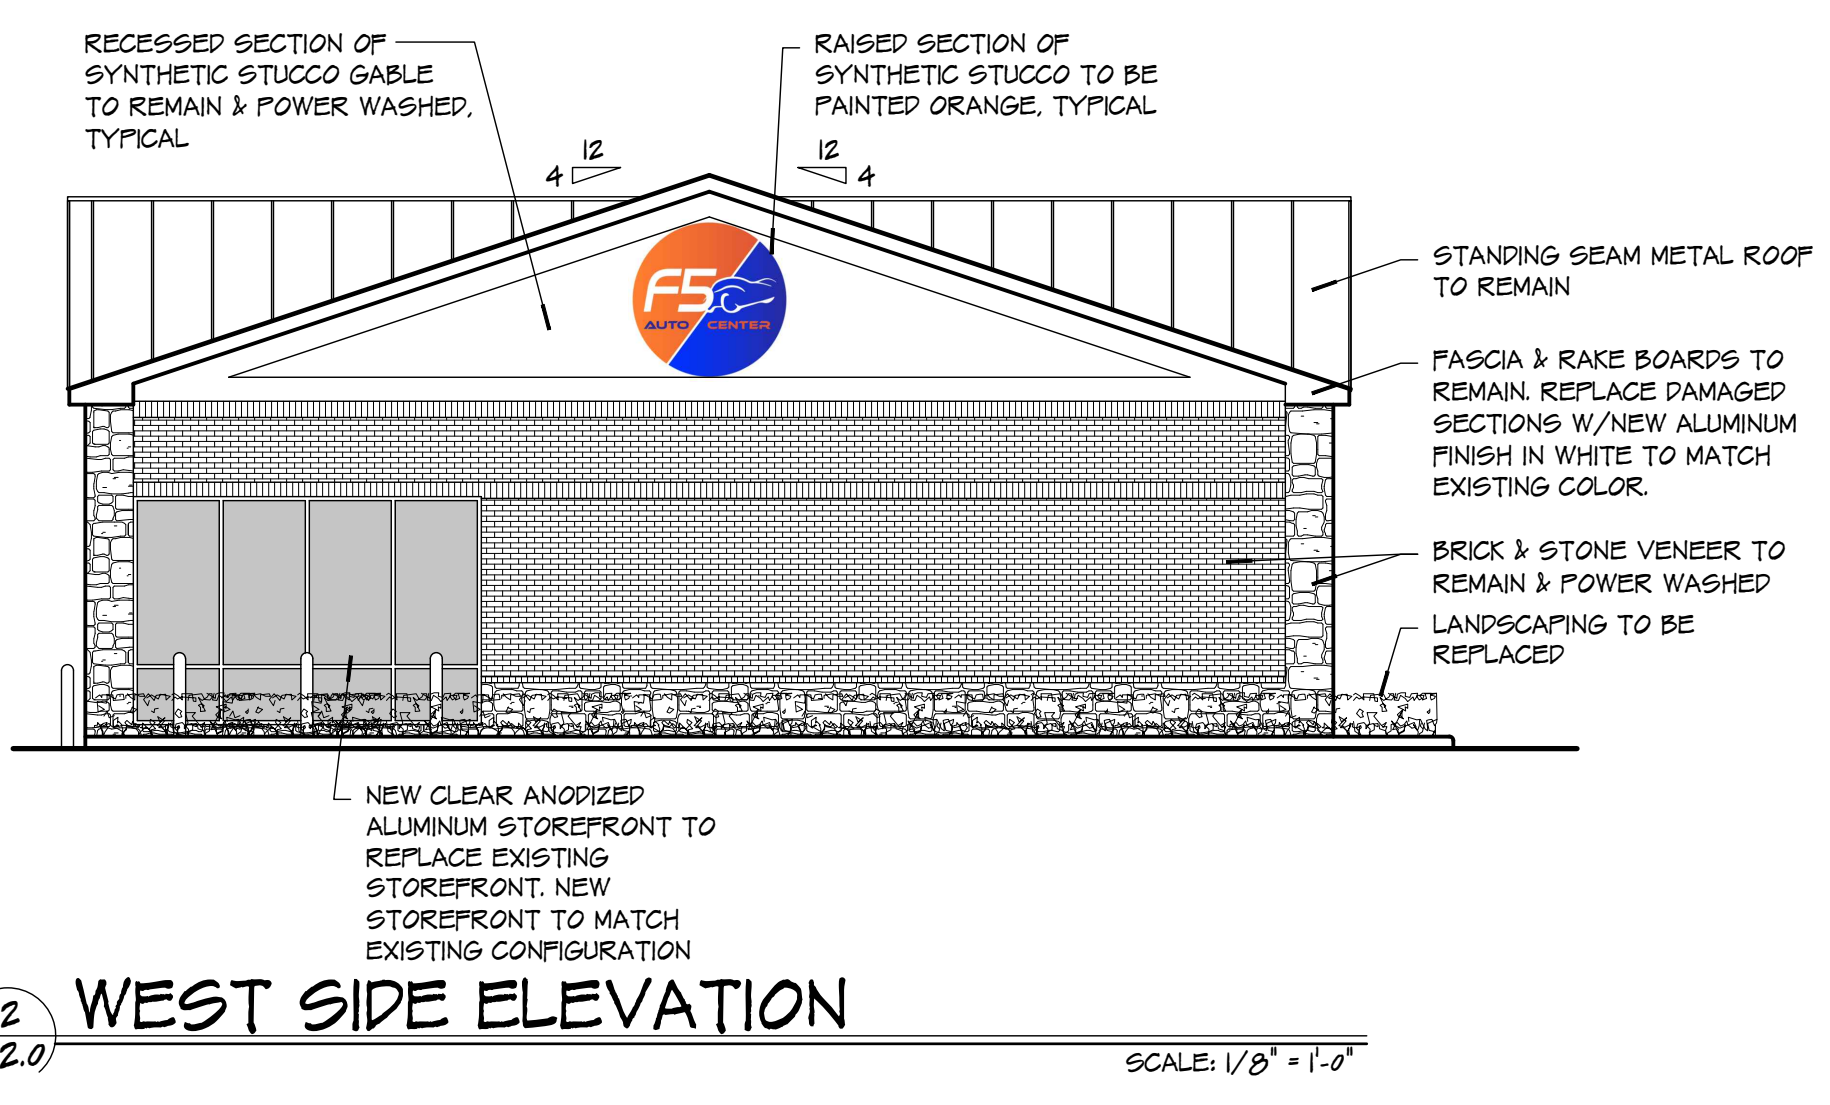 RECESSED SECTION OF
SYNTHETIC STUCCO GABLE
TO REMAIN & POWER WASHED,
TYPICAL
RAISED SECTION OF
SYNTHETIC STUCCO TO BE
PAINTED ORANGE, TYPICAL
12
4
12
4
F5
AUTO CENTER
STANDING SEAM METAL ROOF
TO REMAIN
FASCIA & RAKE BOARDS TO
REMAIN. REPLACE DAMAGED
SECTIONS W/NEW ALUMINUM
FINISH IN WHITE TO MATCH
EXISTING COLOR.
BRICK & STONE VENEER TO
REMAIN & POWER WASHED
LANDSCAPING TO BE
REPLACED
NEW CLEAR ANODIZED
ALUMINUM STOREFRONT TO
REPLACE EXISTING
STOREFRONT. NEW
STOREFRONT TO MATCH
EXISTING CONFIGURATION
2
2.0
WEST SIDE ELEVATION
SCALE: 1/8" = 1'-0"